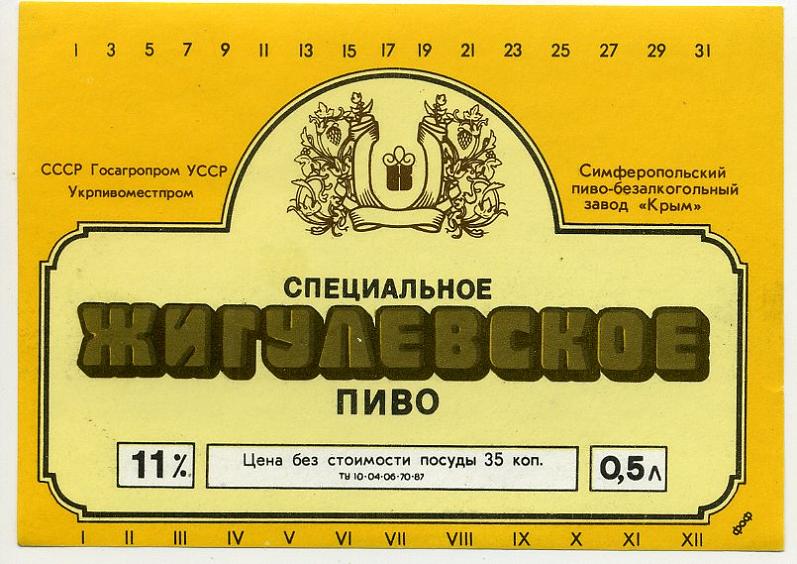 1 3 5 7 9 11 13 15 17 19 21 23 25 27 29 31
СССР Госагропром УССР
Укрпивоместпром
Симферопольский
пиво-безалкогольный
завод «Крым»
СПЕЦИАЛЬНОЕ
ЖИГУЛЕВСКОЕ
ПИВО
11%
Цена без стоимости посуды 35 коп.
ТУ 10-04-06-70-87
0,5л
I II III IV V VI VII VIII IX X XI XII
ФОФ